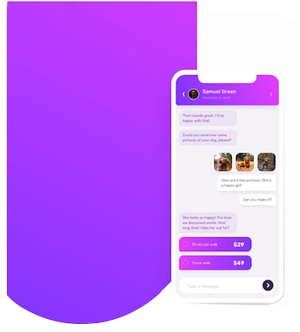 Samuel Green
That sounds great. I'd be
happy with that.
Could you send over some
pictures of your dog, please?
Here are a few pictures. She's
a happy girl!
Can you make it?
She looks so happy! The time
we discussed works. How
long shall I take her out for?
30 minute walk $29
1 hour walk $49
Type a message...